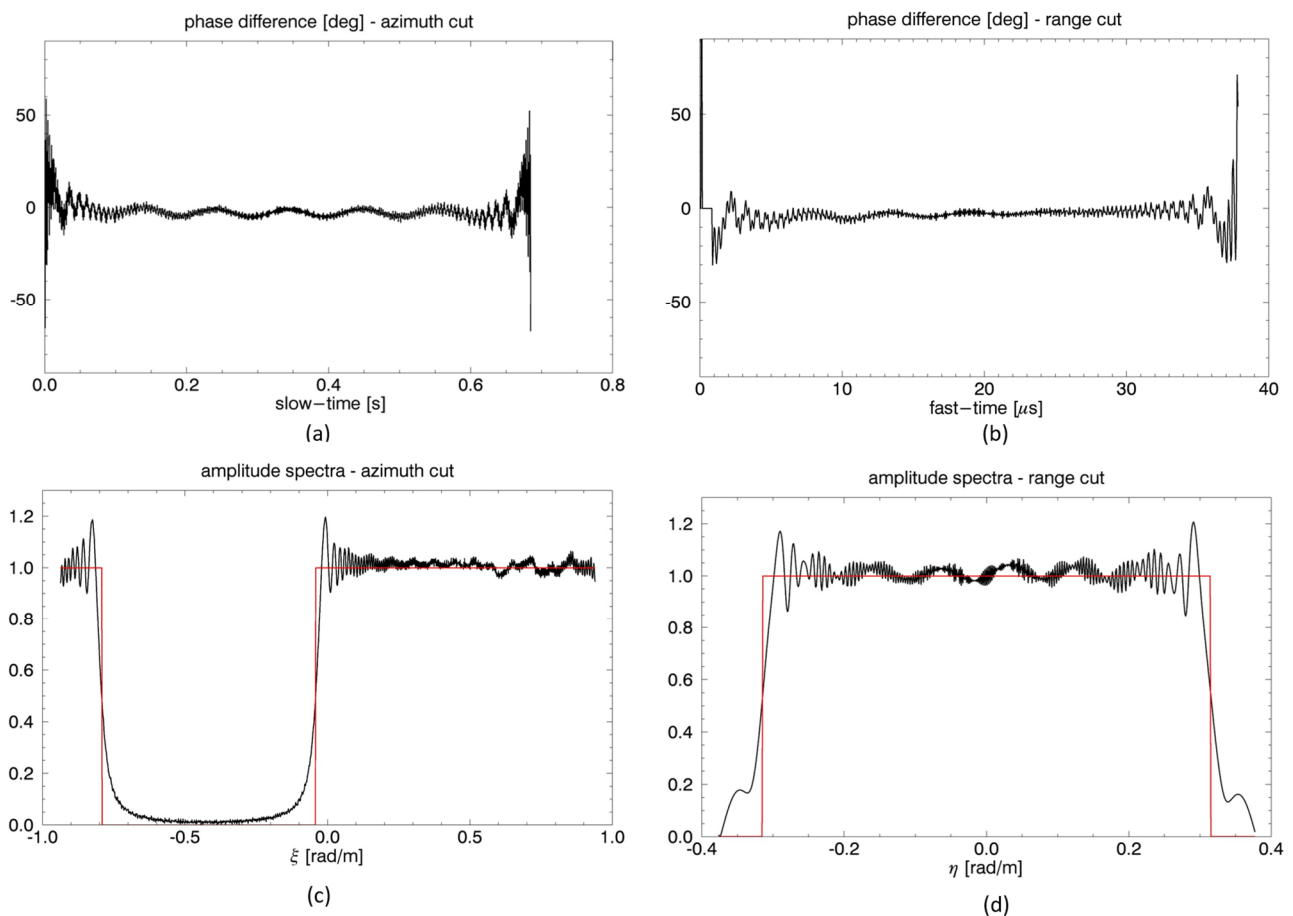 phase difference [deg] - azimuth cut
50
0
-50
0.0 0.2 0.4 0.6 0.8
slow−time [s]
(a)
phase difference [deg] - range cut
50
0
-50
0 10 20 30 40
fast−time [μs]
(b)
amplitude spectra - azimuth cut
1.2
1.0
0.8
0.6
0.4
0.2
0.0
-1.0 -0.5 0.0 0.5 1.0
ξ [rad/m]
(c)
amplitude spectra - range cut
1.2
1.0
0.8
0.6
0.4
0.2
0.0
-0.4 -0.2 0.0 0.2 0.4
η [rad/m]
(d)